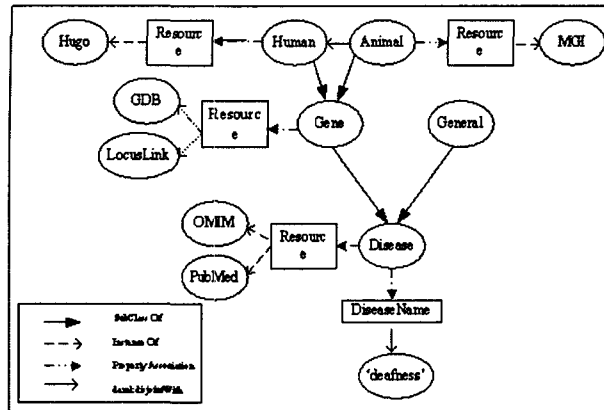 Hugo
Resourc
e
Human
Animal
Resourc
e
MGI
GDB
Resourc
e
Gene
General
LocusLink
OMIM
Resourc
e
Disease
PubMed
Disease Name
'deafness'
SubClass Of
Instance Of
Property Association